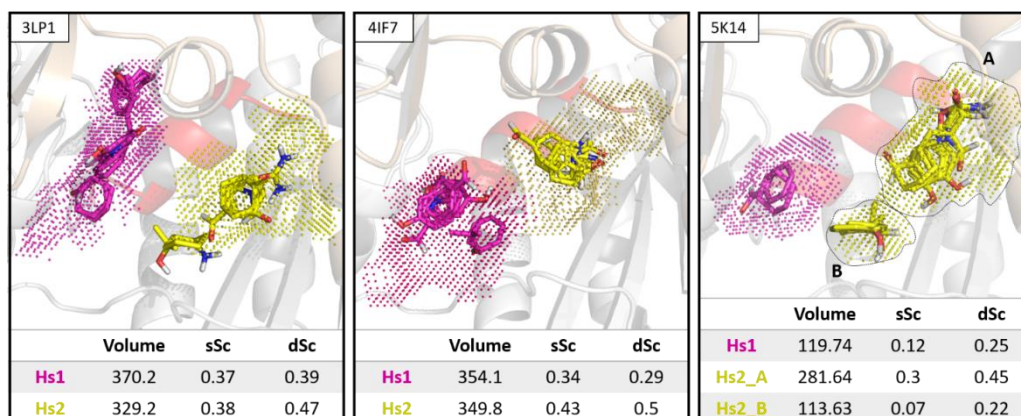 3LP1
Volume sSc dSc
Hs1 370.2 0.37 0.39
Hs2 329.2 0.38 0.47
4IF7
Volume sSc dSc
Hs1 354.1 0.34 0.29
Hs2 349.8 0.43 0.5
5K14
A
B
Volume sSc dSc
Hs1 119.74 0.12 0.25
Hs2_A 281.64 0.3 0.45
Hs2_B 113.63 0.07 0.22